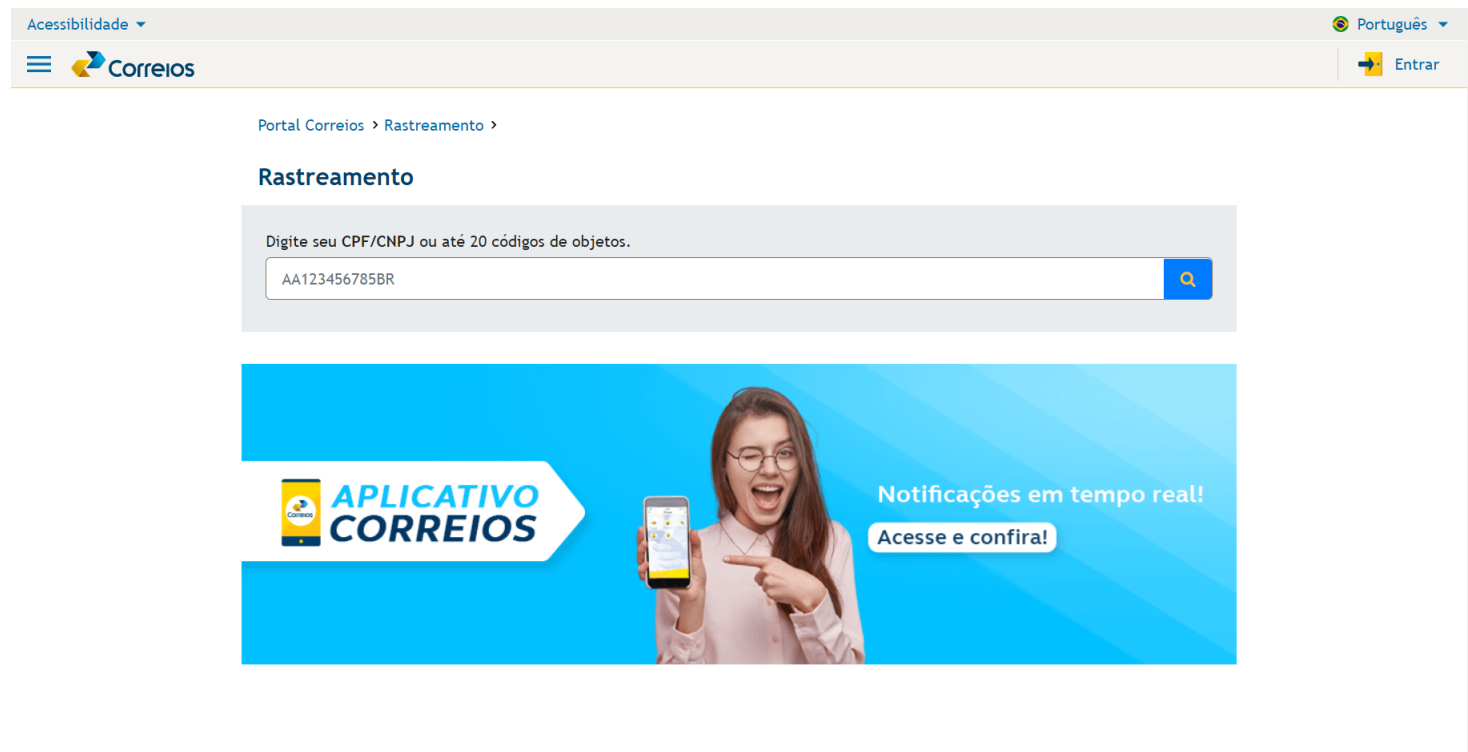 Acessibilidade
Português
Correios
Entrar
Portal Correios > Rastreamento >
Rastreamento
Digite seu CPF/CNPJ ou até 20 códigos de objetos.
AA123456785BR
Correios
APLICATIVO
CORREIOS
Notificações em tempo real!
Acesse e confira!